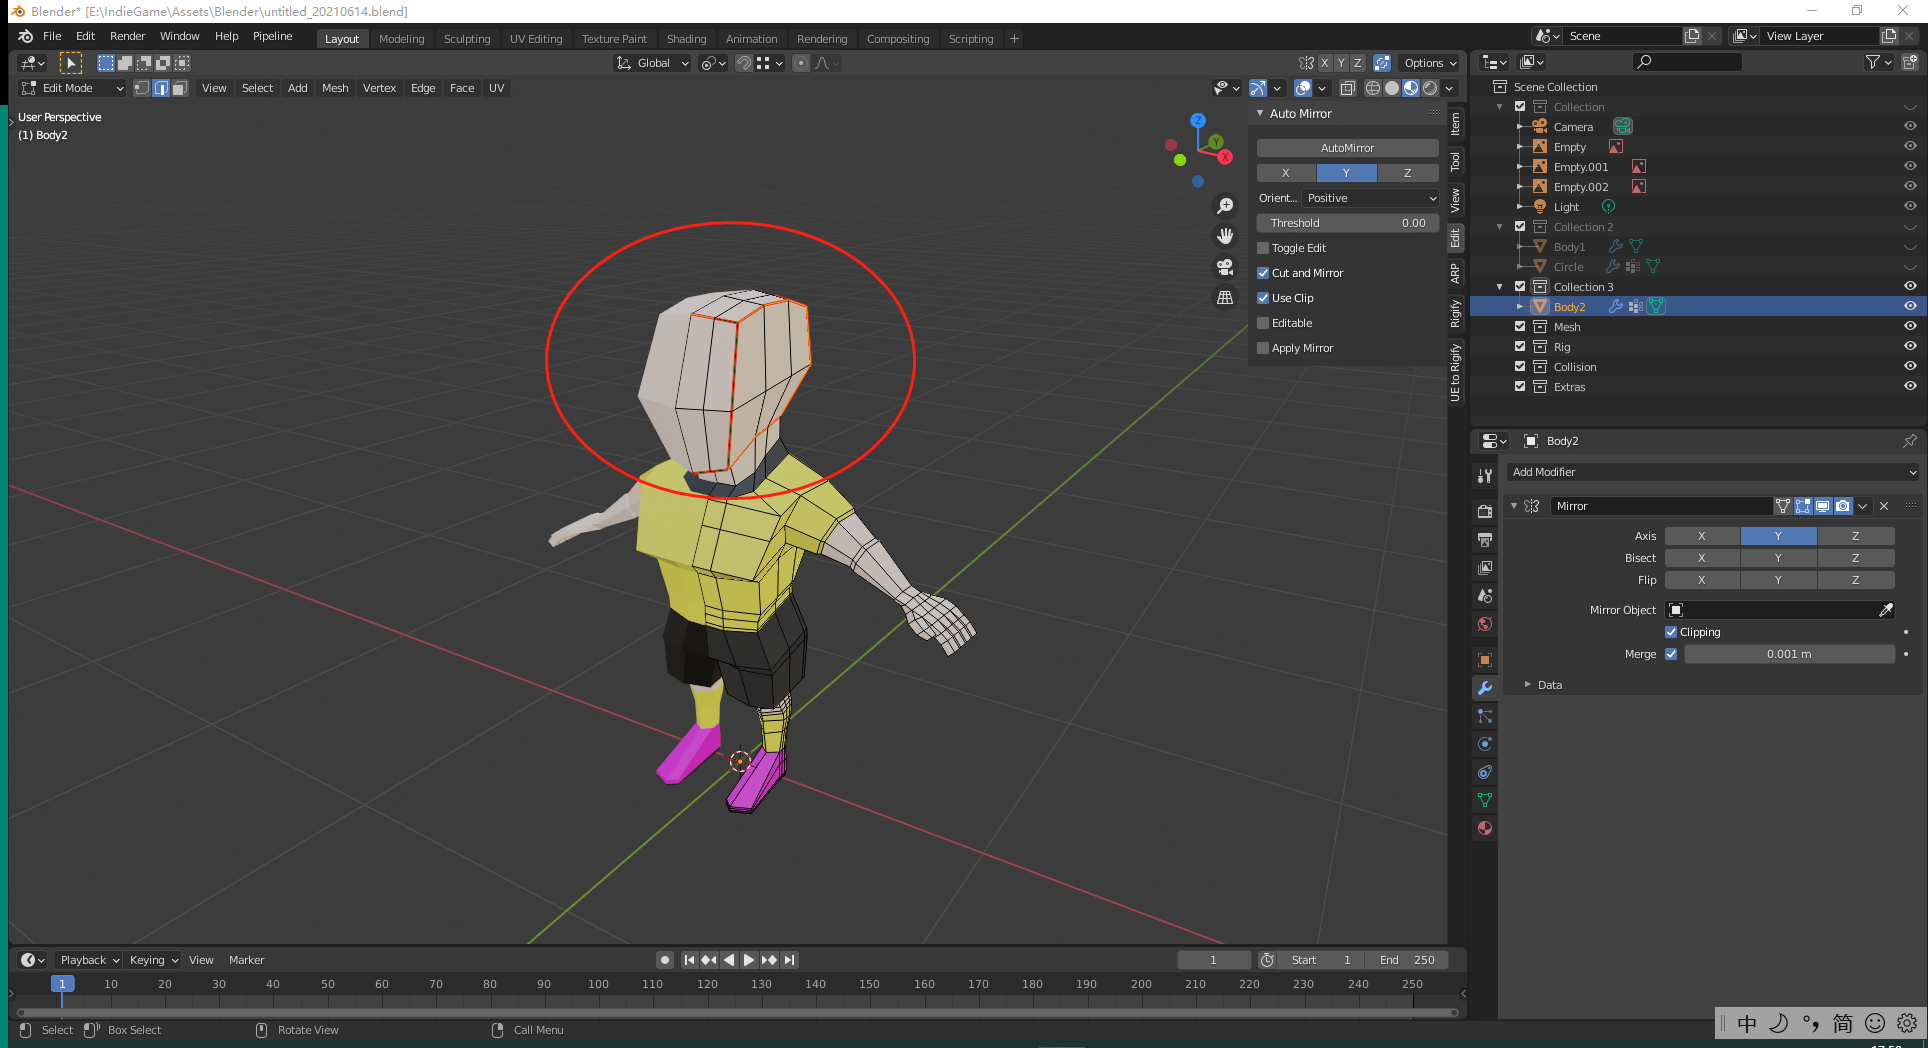 Blender* [E:\IndieGame\Assets\Blender\untitled_20210614.blend]
File Edit Render Window Help Pipeline Layout Modeling Sculpting UV Editing Texture Paint Shading Animation Rendering Compositing Scripting + Scene View Layer
Global X Y Z Options
Edit Mode View Select Add Mesh Vertex Edge Face UV
User Perspective
(1) Body2
Z
Y
X
Auto Mirror
AutoMirror
X Y Z
Orient... Positive
Threshold 0.00
Toggle Edit
Cut and Mirror
Use Clip
Editable
Apply Mirror
Item
Tool
View
Edit
ARP
Rigify
UE to Rigify
Scene Collection
Collection
Camera
Empty
Empty.001
Empty.002
Light
Collection 2
Body1
Circle
Collection 3
Body2
Mesh
Rig
Collision
Extras
Body2
Add Modifier
Mirror
Axis X Y Z
Bisect X Y Z
Flip X Y Z
Mirror Object
Clipping
Merge 0.001 m
Data
Playback Keying View Marker 1 Start 1 End 250
1 10 20 30 40 50 60 70 80 90 100 110 120 130 140 150 160 170 180 190 200 210 220 230 240 250
Select Box Select Rotate View Call Menu
中 简